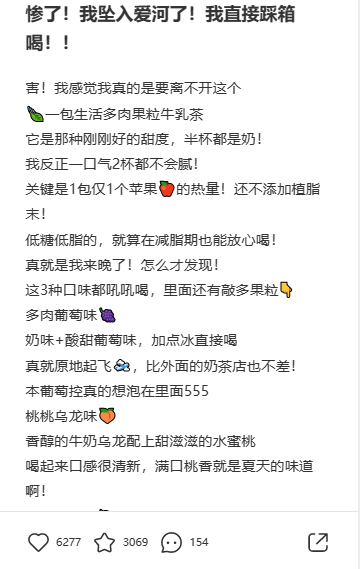 惨了！我坠入爱河了！我直接踩箱
喝！！
害！我感觉我真的是要离不开这个
一包生活多肉果粒牛乳茶
它是那种刚刚好的甜度，半杯都是奶！
我反正一口气2杯都不会腻！
关键是1包仅1个苹果🍎的热量！还不添加植脂
末！
低糖低脂的，就算在减脂期也能放心喝！
真就是我来晚了！怎么才发现！
这3种口味都吼吼喝，里面还有敲多果粒👇
多肉葡萄味🍇
奶味+酸甜葡萄味，加点冰直接喝
真就原地起飞，比外面的奶茶店也不差！
本葡萄控真的想泡在里面555
桃桃乌龙味🍑
香醇的牛奶乌龙配上甜滋滋的水蜜桃
喝起来口感很清新，满口桃香就是夏天的味道
啊！
6277 3069 154